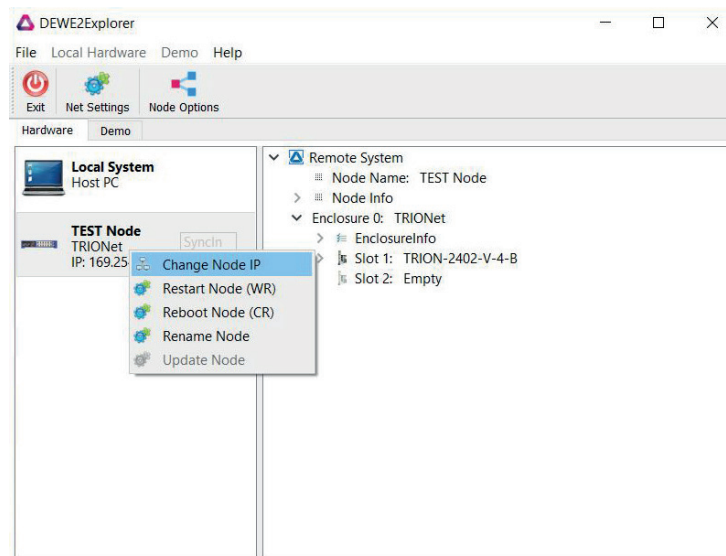 DEWE2Explorer
File Local Hardware Demo Help
Exit Net Settings Node Options
Hardware Demo
Local System
Host PC
TEST Node
TRIONet
SyncIn
IP: 169.25
Change Node IP
Restart Node (WR)
Reboot Node (CR)
Rename Node
Update Node
Remote System
Node Name: TEST Node
Node Info
Enclosure 0: TRIONet
EnclosureInfo
Slot 1: TRION-2402-V-4-B
Slot 2: Empty